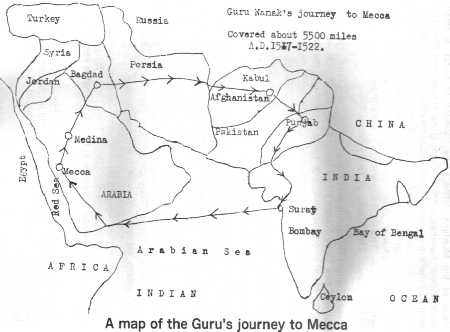 Guru Nanak's journey to Mecca
Turkey
Russia
Covered about 5500 miles
A.D.1517-1522.
Syria
Persia
Bagdad
Kabul
Jordan
Afghanistan
Punjab
CHINA
Pakistan
Medina
Egypt
Mecca
INDIA
Red Sea
ARABIA
Surat
Bombay
Bay of Bengal
Arabian Sea
AFRICA
INDIAN
Ceylon
OCEAN
A map of the Guru's journey to Mecca